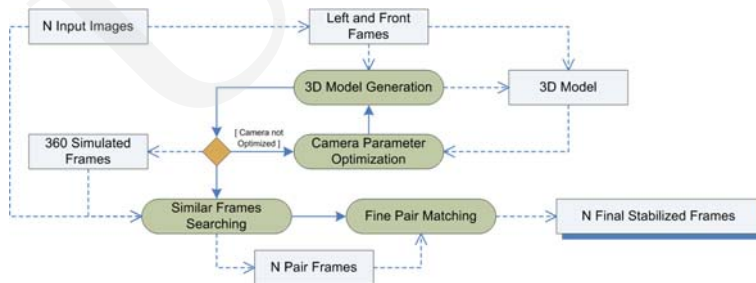 N Input Images
Left and Front
Fames
3D Model Generation
3D Model
[ Camera not
Optimized ]
360 Simulated
Frames
Camera Parameter
Optimization
Similar Frames
Searching
Fine Pair Matching
N Final Stabilized Frames
N Pair Frames